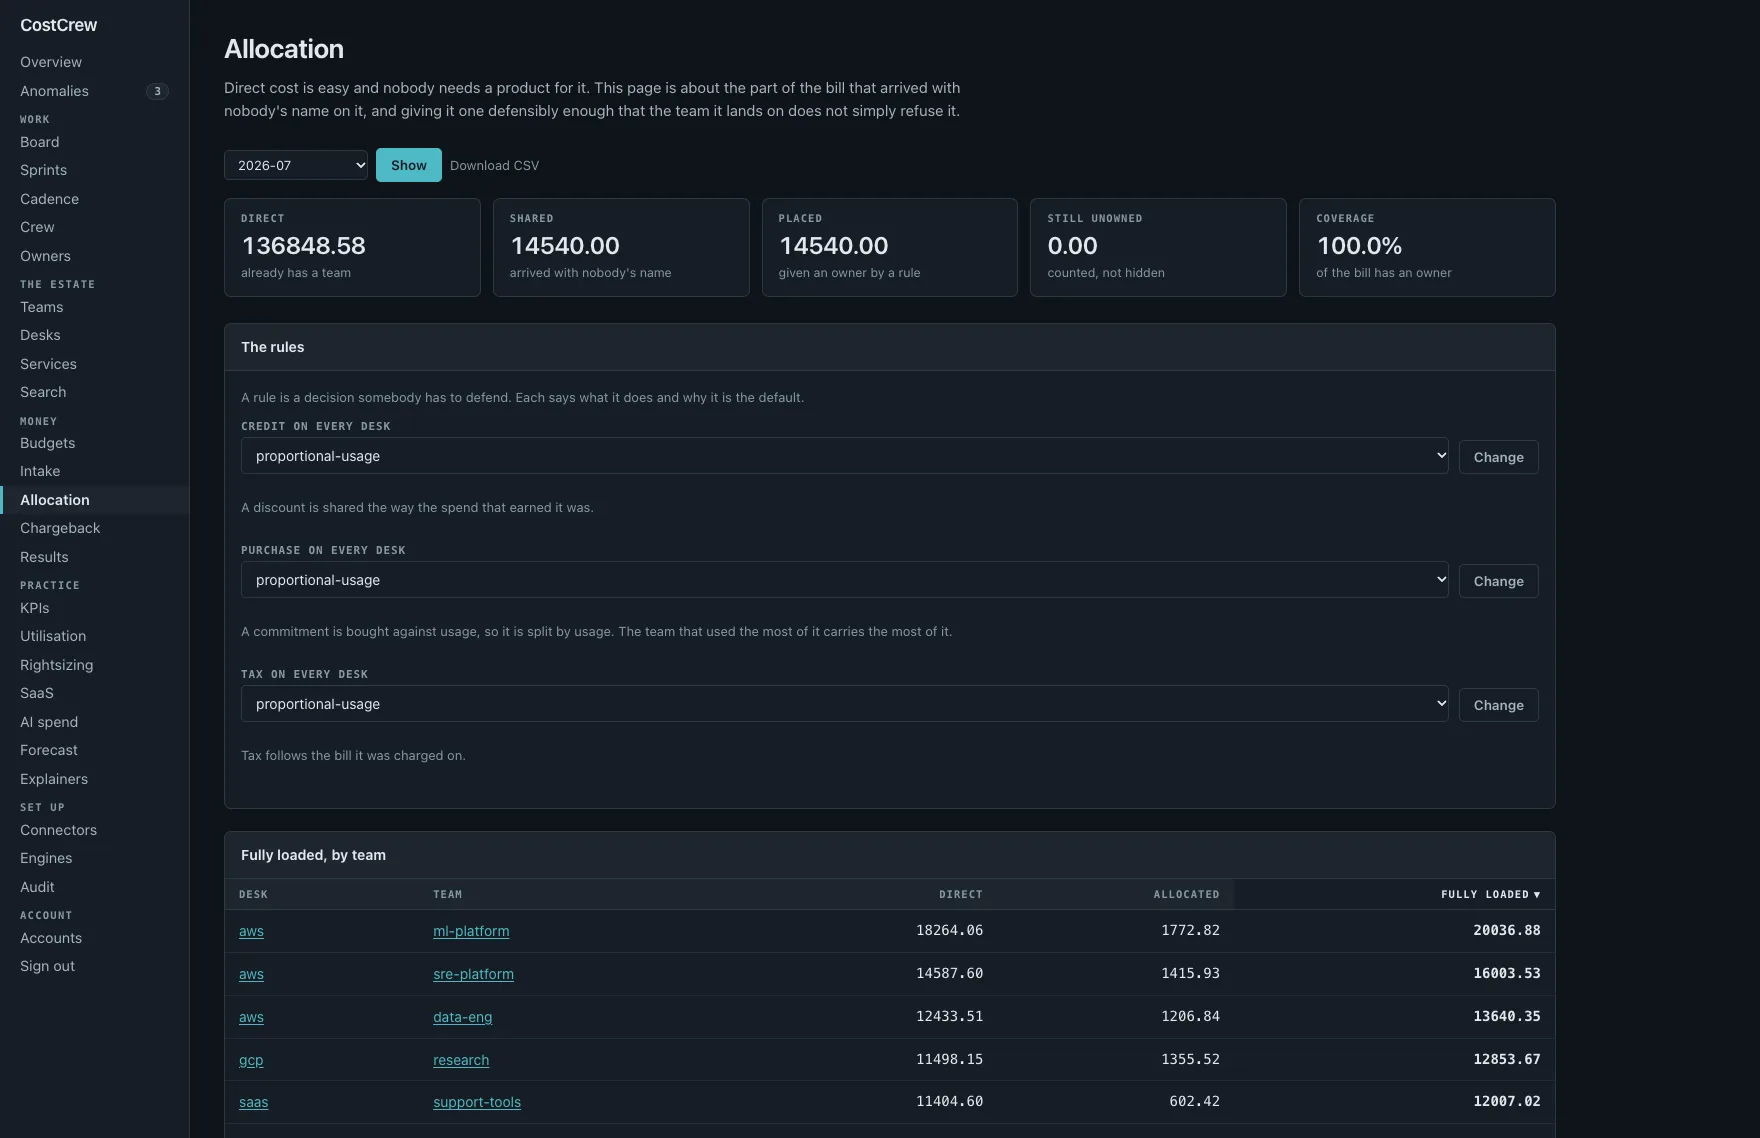 CostCrew
Overview
Anomalies 3
WORK
Board
Sprints
Cadence
Crew
Owners
THE ESTATE
Teams
Desks
Services
Search
MONEY
Budgets
Intake
Allocation
Chargeback
Results
PRACTICE
KPIs
Utilisation
Rightsizing
SaaS
AI spend
Forecast
Explainers
SET UP
Connectors
Engines
Audit
ACCOUNT
Accounts
Sign out
Allocation
Direct cost is easy and nobody needs a product for it. This page is about the part of the bill that arrived with
nobody's name on it, and giving it one defensibly enough that the team it lands on does not simply refuse it.
2026-07 Show Download CSV
DIRECT
136848.58
already has a team
SHARED
14540.00
arrived with nobody's name
PLACED
14540.00
given an owner by a rule
STILL UNOWNED
0.00
counted, not hidden
COVERAGE
100.0%
of the bill has an owner
The rules
A rule is a decision somebody has to defend. Each says what it does and why it is the default.
CREDIT ON EVERY DESK
proportional-usage Change
A discount is shared the way the spend that earned it was.
PURCHASE ON EVERY DESK
proportional-usage Change
A commitment is bought against usage, so it is split by usage. The team that used the most of it carries the most of it.
TAX ON EVERY DESK
proportional-usage Change
Tax follows the bill it was charged on.
Fully loaded, by team
DESK TEAM DIRECT ALLOCATED FULLY LOADED ▼
aws ml-platform 18264.06 1772.82 20036.88
aws sre-platform 14587.60 1415.93 16003.53
aws data-eng 12433.51 1206.84 13640.35
gcp research 11498.15 1355.52 12853.67
saas support-tools 11404.60 602.42 12007.02